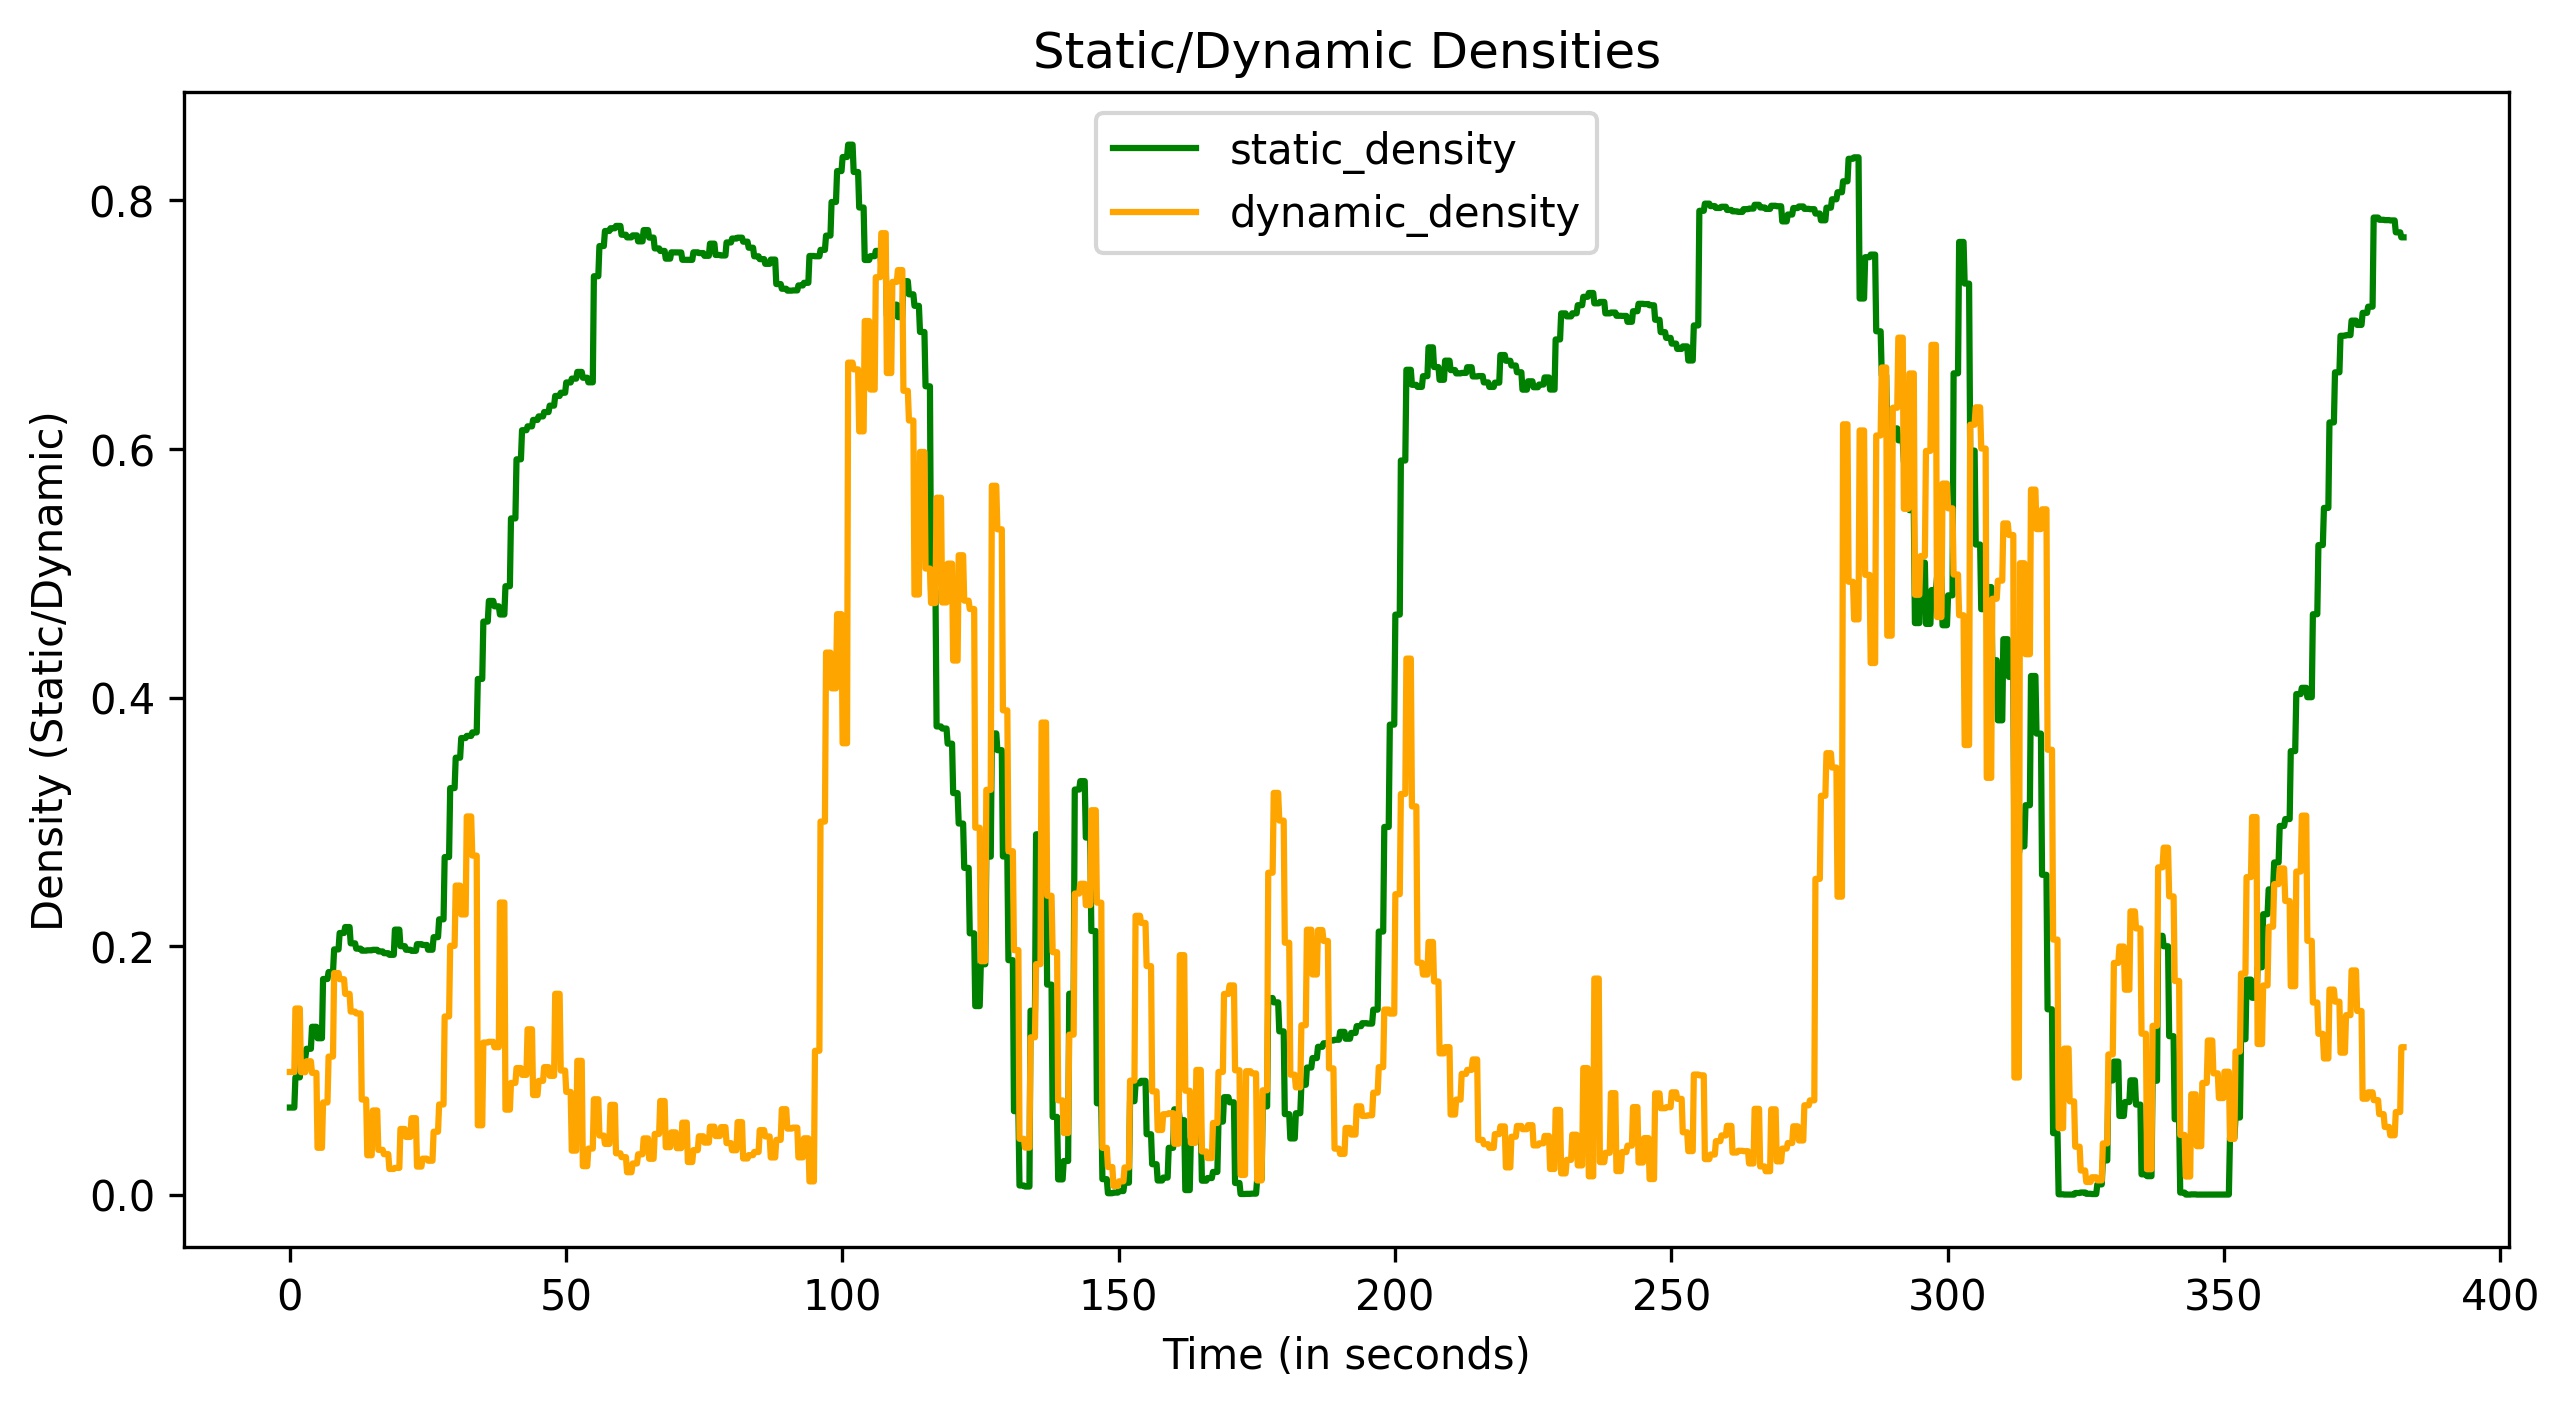 Static/Dynamic Densities
static_density
dynamic_density
Density (Static/Dynamic)
0.8
0.6
0.4
0.2
0.0
0 50 100 150 200 250 300 350 400
Time (in seconds)